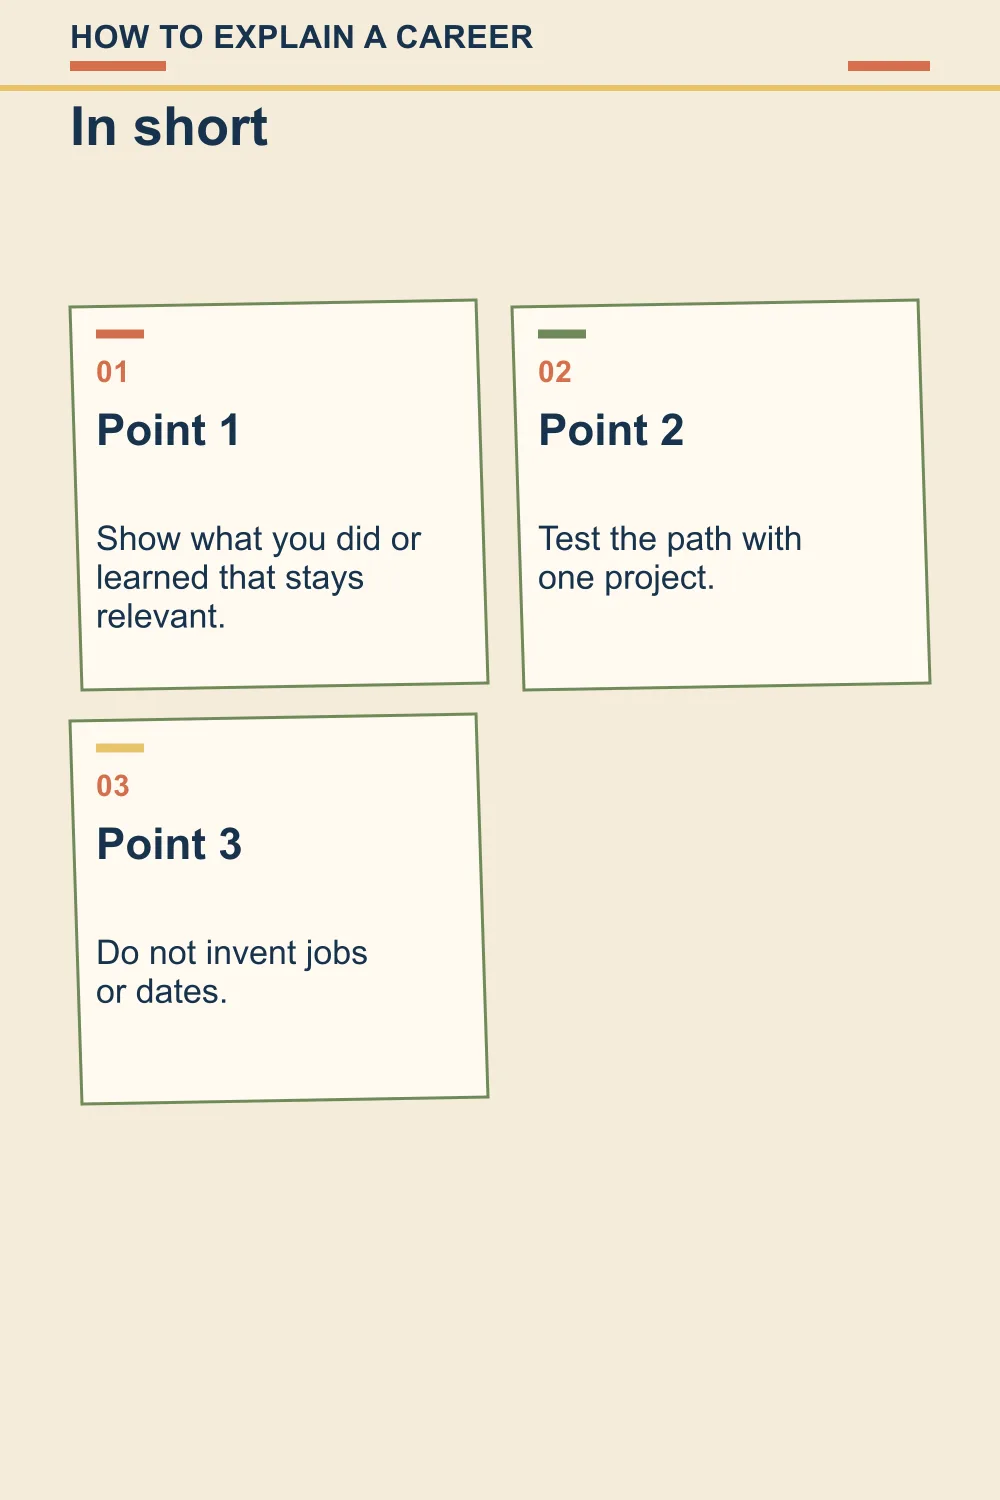 HOW TO EXPLAIN A CAREER
In short
01
Point 1
Show what you did or
learned that stays
relevant.
02
Point 2
Test the path with
one project.
03
Point 3
Do not invent jobs
or dates.